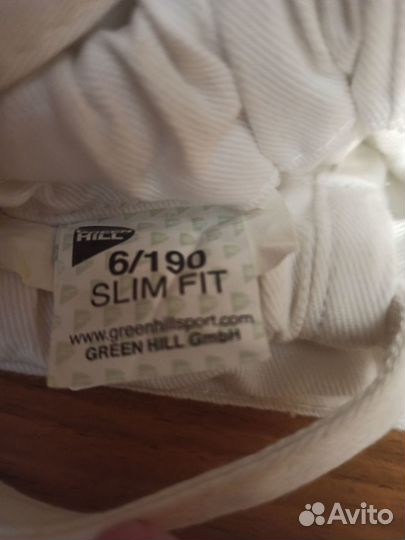 HILL
6/190
SLIM FIT
www.greenhillsport.com
GREEN HILL GmbH
Avito